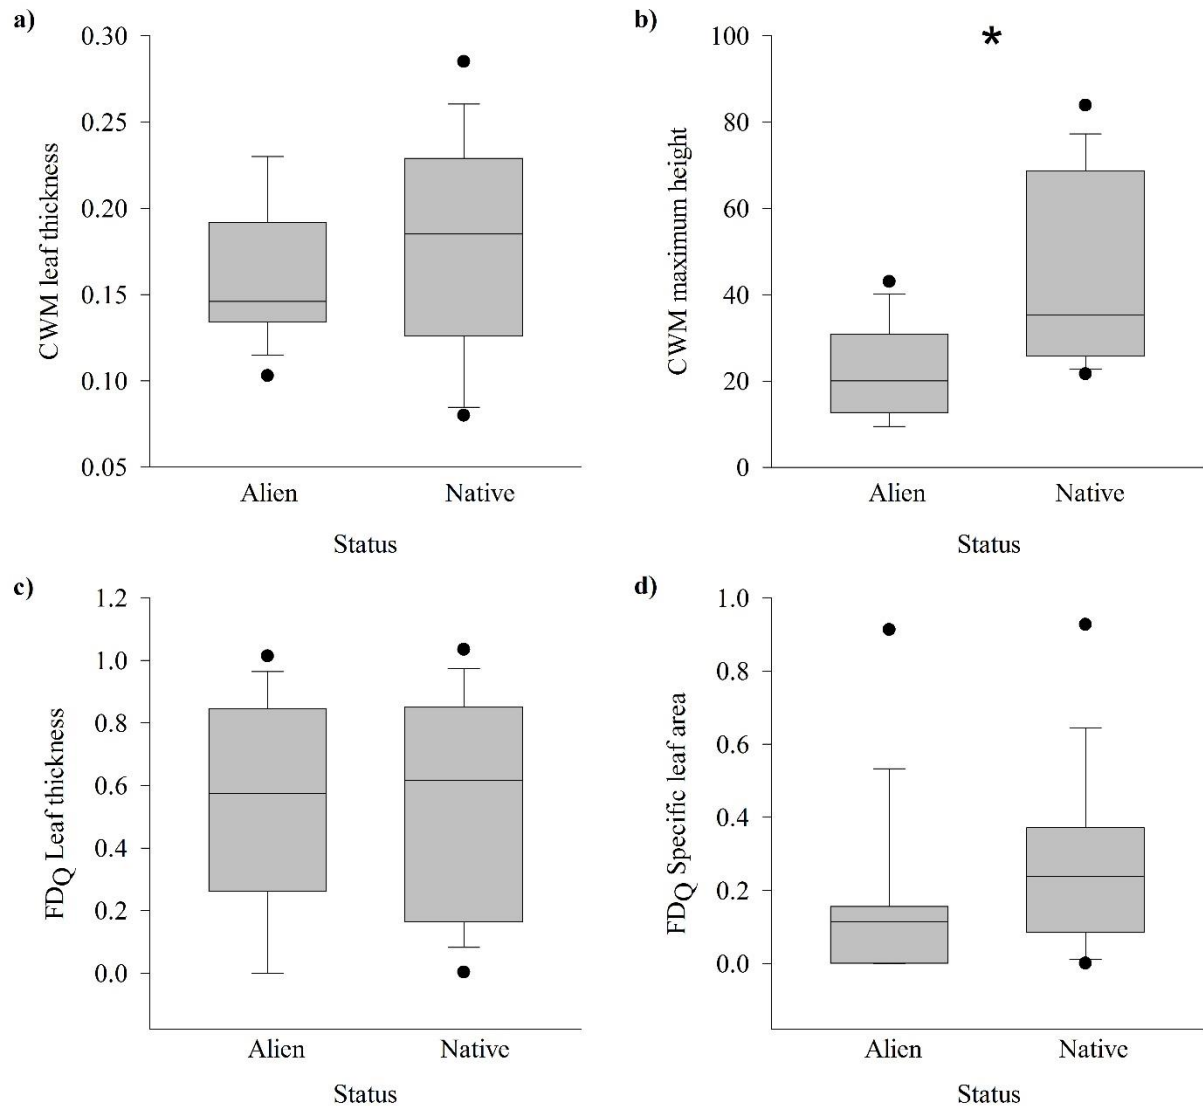 a)
0.30
0.25
0.20
0.15
0.10
0.05
CWM leaf thickness
Alien Native
Status
b)
*
100
80
60
40
20
0
CWM maximum height
Alien Native
Status
c)
1.2
1.0
0.8
0.6
0.4
0.2
0.0
FDQ Leaf thickness
Alien Native
Status
d)
1.0
0.8
0.6
0.4
0.2
0.0
FDQ Specific leaf area
Alien Native
Status